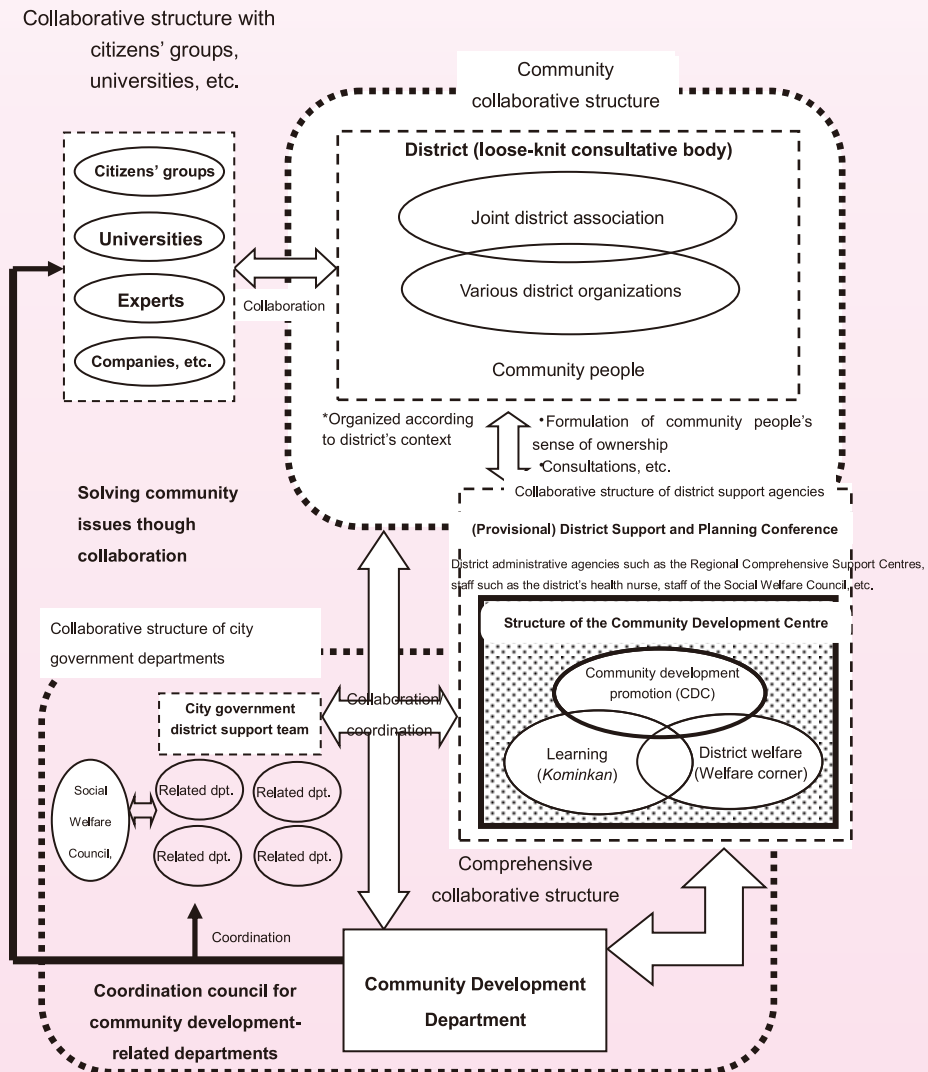 Collaborative structure with
citizens' groups,
universities, etc.
Community
collaborative structure
Citizens' groups
Universities
Experts
Companies, etc.
Collaboration
District (loose-knit consultative body)
Joint district association
Various district organizations
Community people
*Organized according
to district's context
•Formulation of community people's
sense of ownership
•Consultations, etc.
Solving community
issues though
collaboration
Collaborative structure of district support agencies
(Provisional) District Support and Planning Conference
District administrative agencies such as the Regional Comprehensive Support Centres,
staff such as the district's health nurse, staff of the Social Welfare Council, etc.
Structure of the Community Development Centre
Community development
promotion (CDC)
Learning
(Kominkan)
District welfare
(Welfare corner)
Collaborative structure of city
government departments
City government
district support team
Collaboration/
coordination
Social
Welfare
Council,
Related dpt.
Related dpt.
Related dpt.
Related dpt.
Comprehensive
collaborative structure
Coordination
Community Development
Department
Coordination council for
community development-
related departments